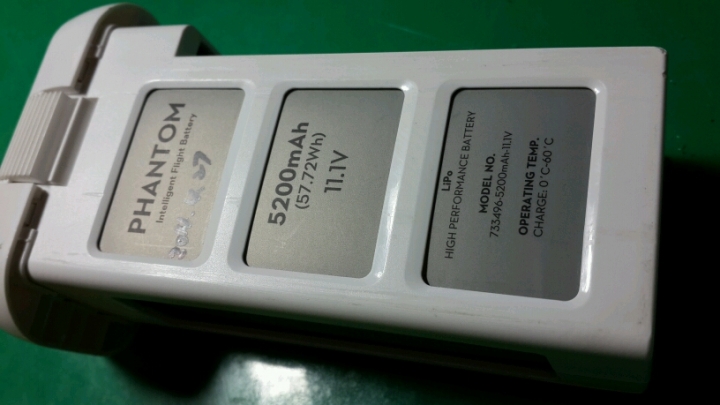 PHANTOM
Intelligent Flight Battery
5200mAh
(57.72Wh)
11.1V
LiPo
HIGH PERFORMANCE BATTERY
MODEL NO.
733496-5200mAh-11.1V
OPERATING TEMP.
CHARGE: 0°C-60°C